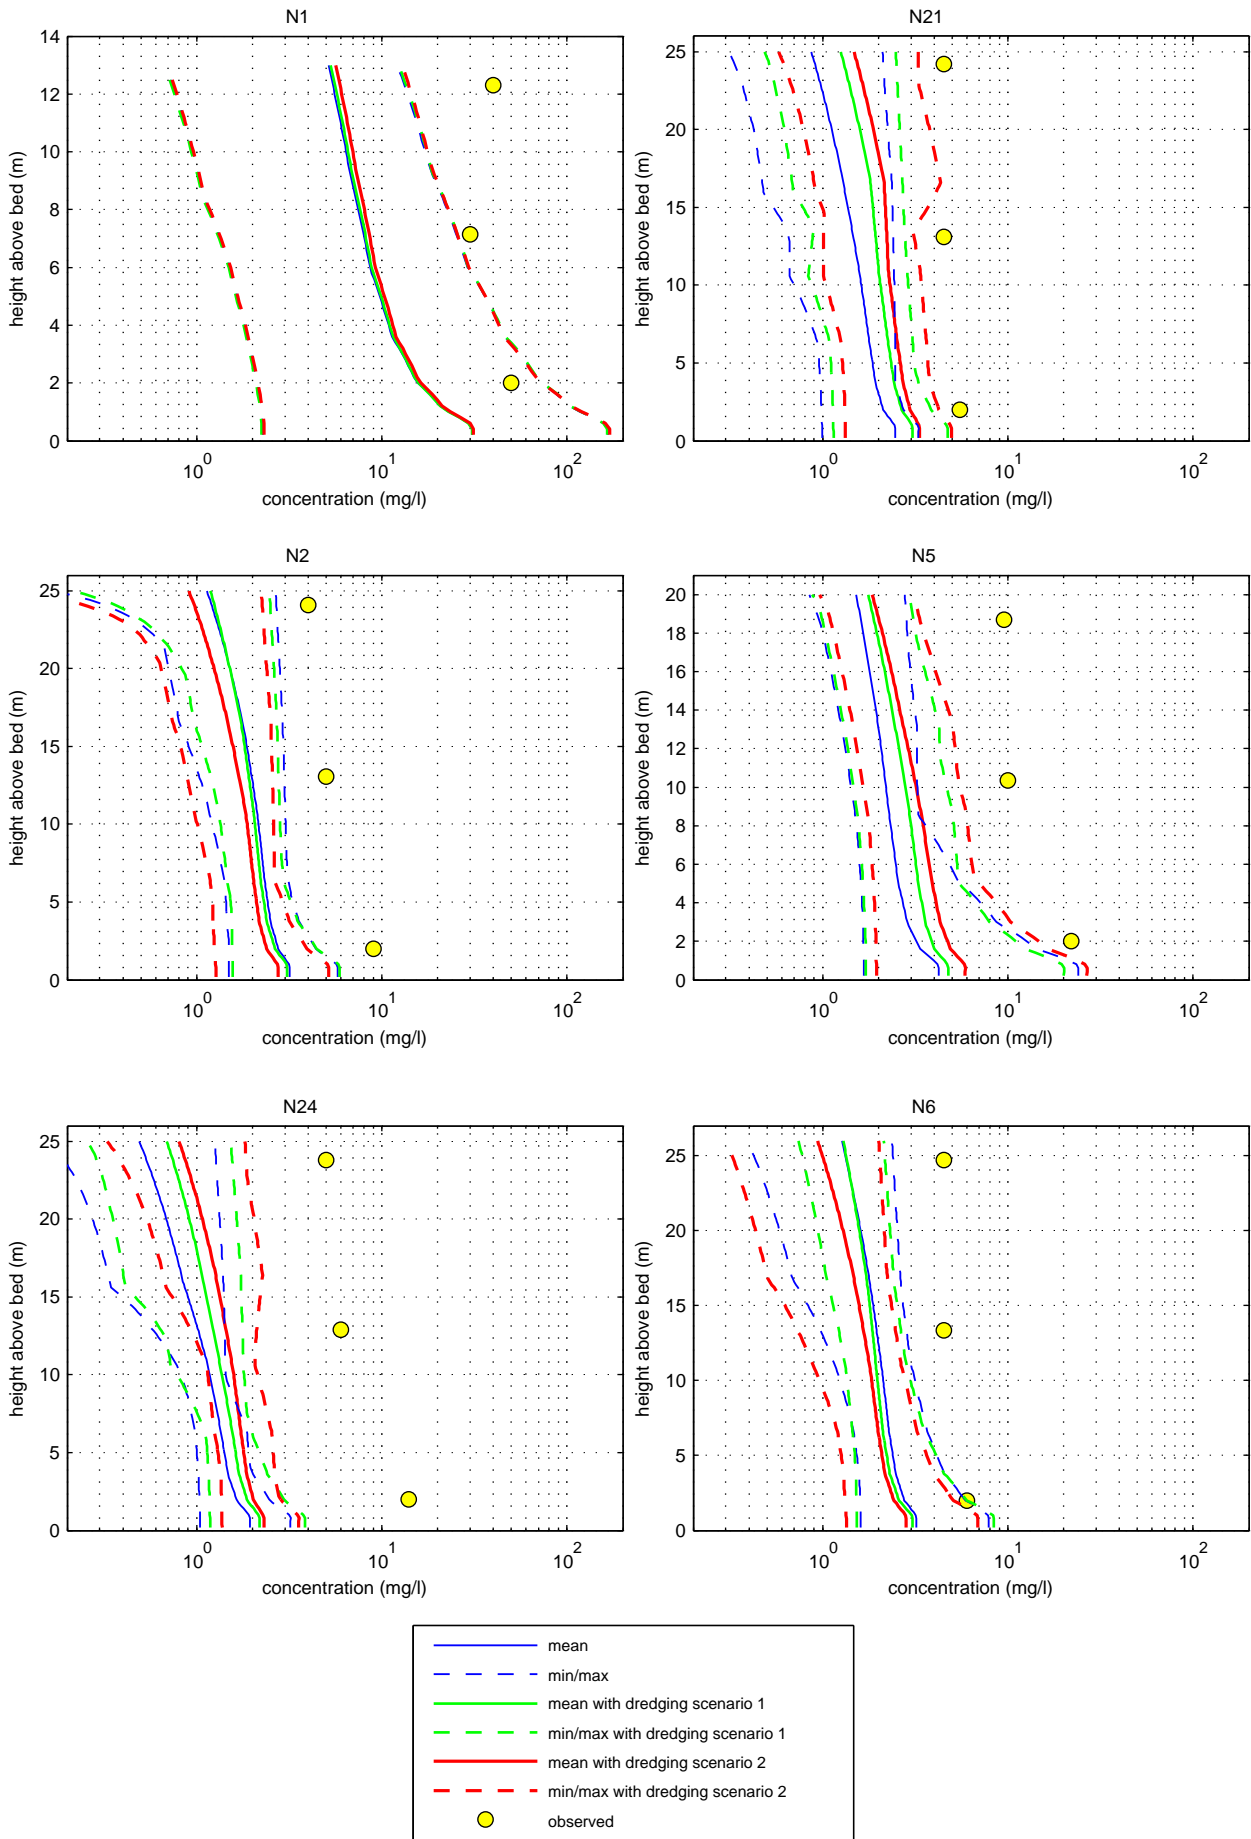 N1
14
12
10
8
6
4
2
0
height above bed (m)
10^0
10^1
10^2
concentration (mg/l)
N21
25
20
15
10
5
0
height above bed (m)
10^0
10^1
10^2
concentration (mg/l)
N2
25
20
15
10
5
0
height above bed (m)
10^0
10^1
10^2
concentration (mg/l)
N5
20
18
16
14
12
10
8
6
4
2
0
height above bed (m)
10^0
10^1
10^2
concentration (mg/l)
N24
25
20
15
10
5
0
height above bed (m)
10^0
10^1
10^2
concentration (mg/l)
N6
25
20
15
10
5
0
height above bed (m)
10^0
10^1
10^2
concentration (mg/l)
mean
min/max
mean with dredging scenario 1
min/max with dredging scenario 1
mean with dredging scenario 2
min/max with dredging scenario 2
observed